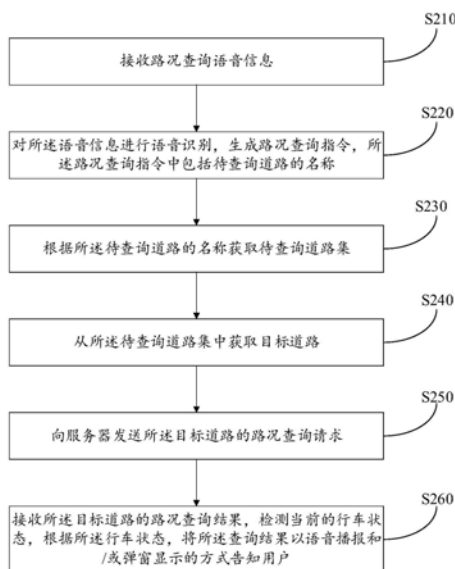 S210
接收路况查询语音信息
S220
对所述语音信息进行语音识别，生成路况查询指令，所
述路况查询指令中包括待查询道路的名称
S230
根据所述待查询道路的名称获取待查询道路集
S240
从所述待查询道路集中获取目标道路
S250
向服务器发送所述目标道路的路况查询请求
S260
接收所述目标道路的路况查询结果，检测当前的行车状
态，根据所述行车状态，将所述查询结果以语音播报和
/或弹窗显示的方式告知用户